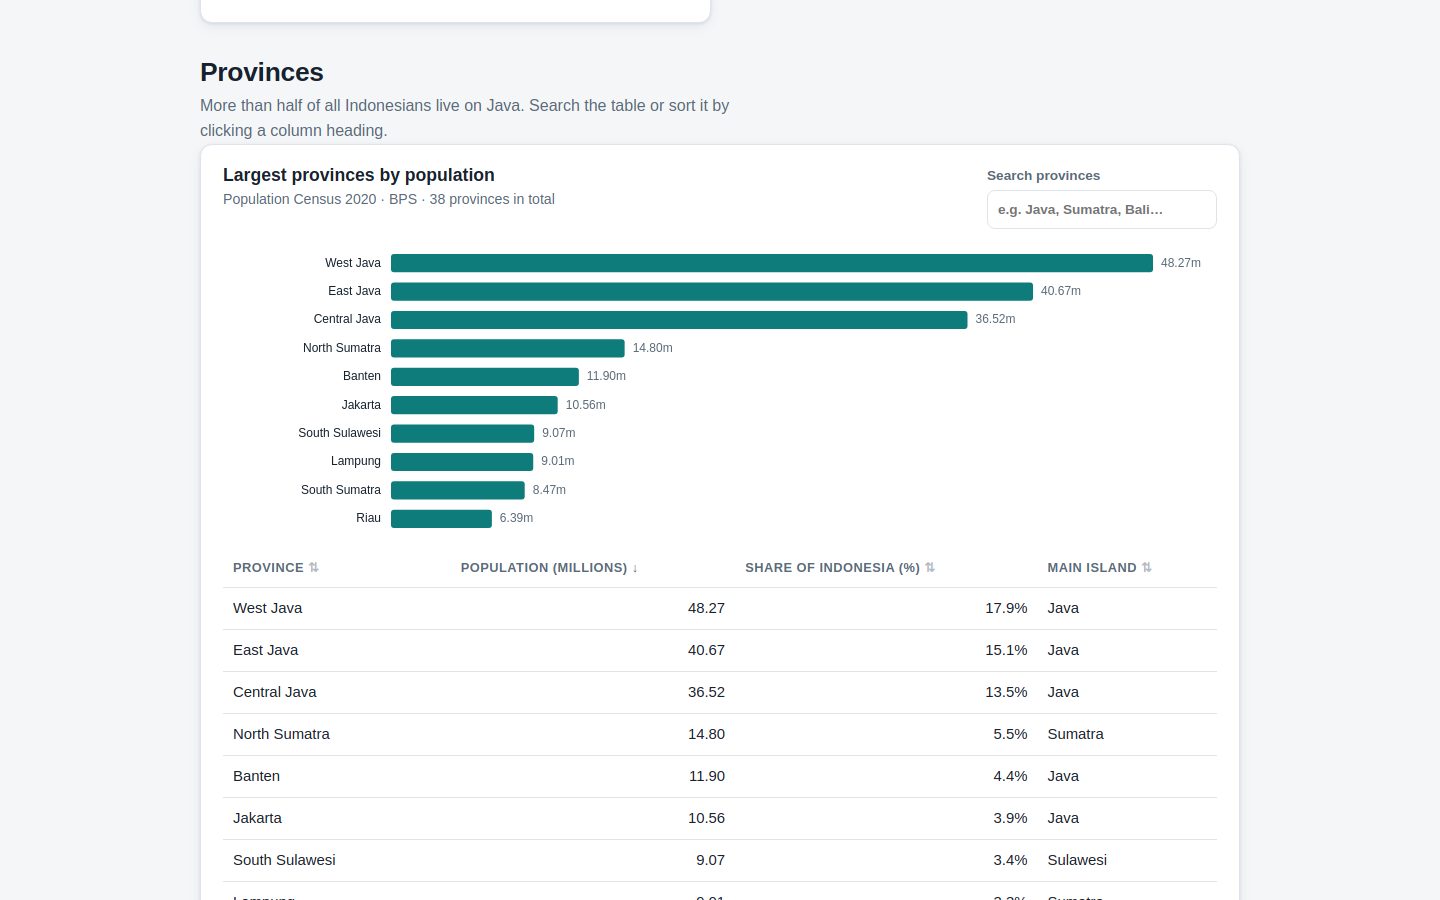 Provinces
More than half of all Indonesians live on Java. Search the table or sort it by
clicking a column heading.
Largest provinces by population
Population Census 2020 · BPS · 38 provinces in total
Search provinces
e.g. Java, Sumatra, Bali…
West Java 48.27m
East Java 40.67m
Central Java 36.52m
North Sumatra 14.80m
Banten 11.90m
Jakarta 10.56m
South Sulawesi 9.07m
Lampung 9.01m
South Sumatra 8.47m
Riau 6.39m
PROVINCE ⇅ POPULATION (MILLIONS) ↓ SHARE OF INDONESIA (%) ⇅ MAIN ISLAND ⇅
West Java 48.27 17.9% Java
East Java 40.67 15.1% Java
Central Java 36.52 13.5% Java
North Sumatra 14.80 5.5% Sumatra
Banten 11.90 4.4% Java
Jakarta 10.56 3.9% Java
South Sulawesi 9.07 3.4% Sulawesi